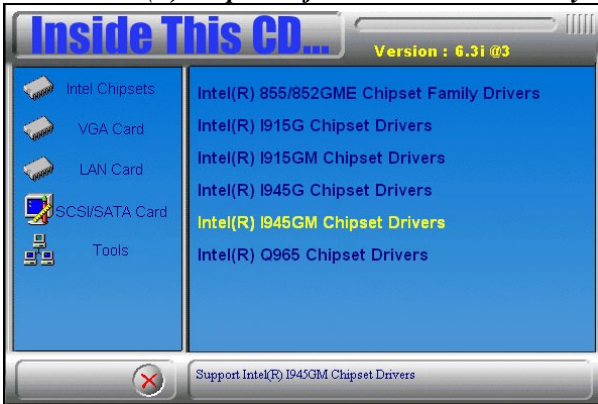 Inside This CD...
Version : 6.3i @3
Intel Chipsets
VGA Card
LAN Card
SCSI/SATA Card
Tools
Intel(R) 855/852GME Chipset Family Drivers
Intel(R) I915G Chipset Drivers
Intel(R) I915GM Chipset Drivers
Intel(R) I945G Chipset Drivers
Intel(R) I945GM Chipset Drivers
Intel(R) Q965 Chipset Drivers
Support Intel(R) I945GM Chipset Drivers